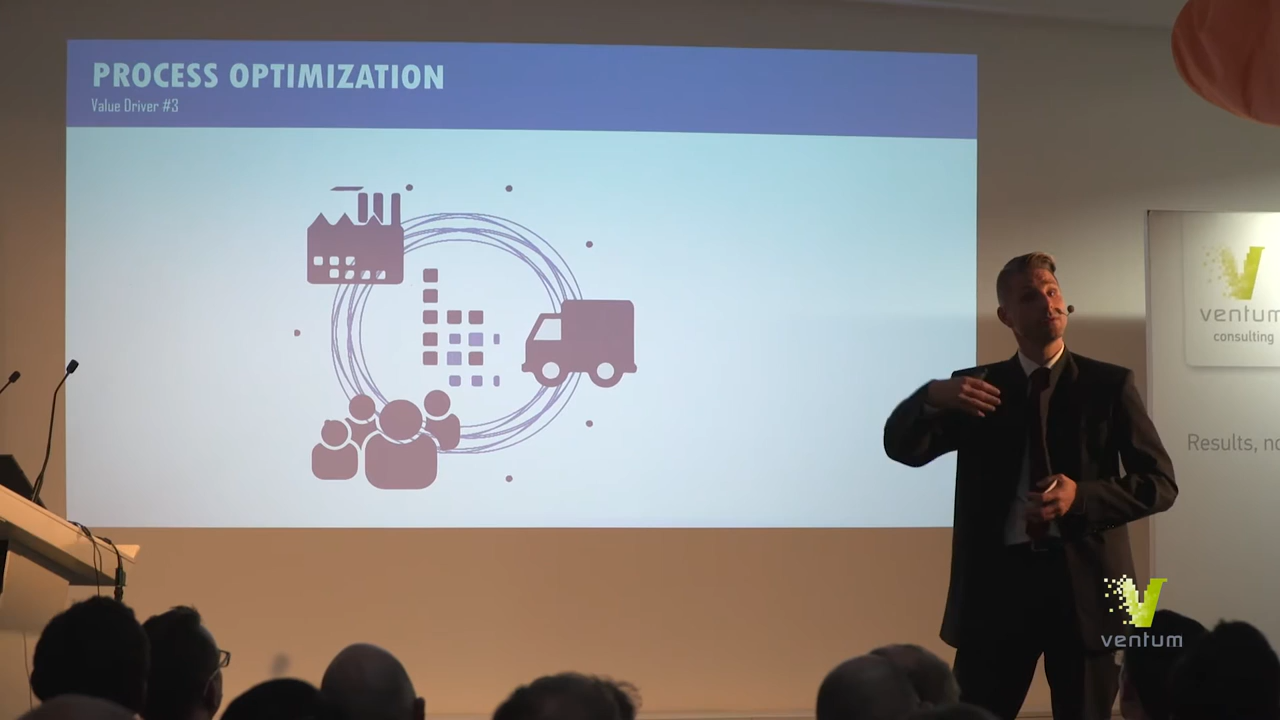 PROCESS OPTIMIZATION
Value Driver #3
ventum
consulting
Results, no
ventum